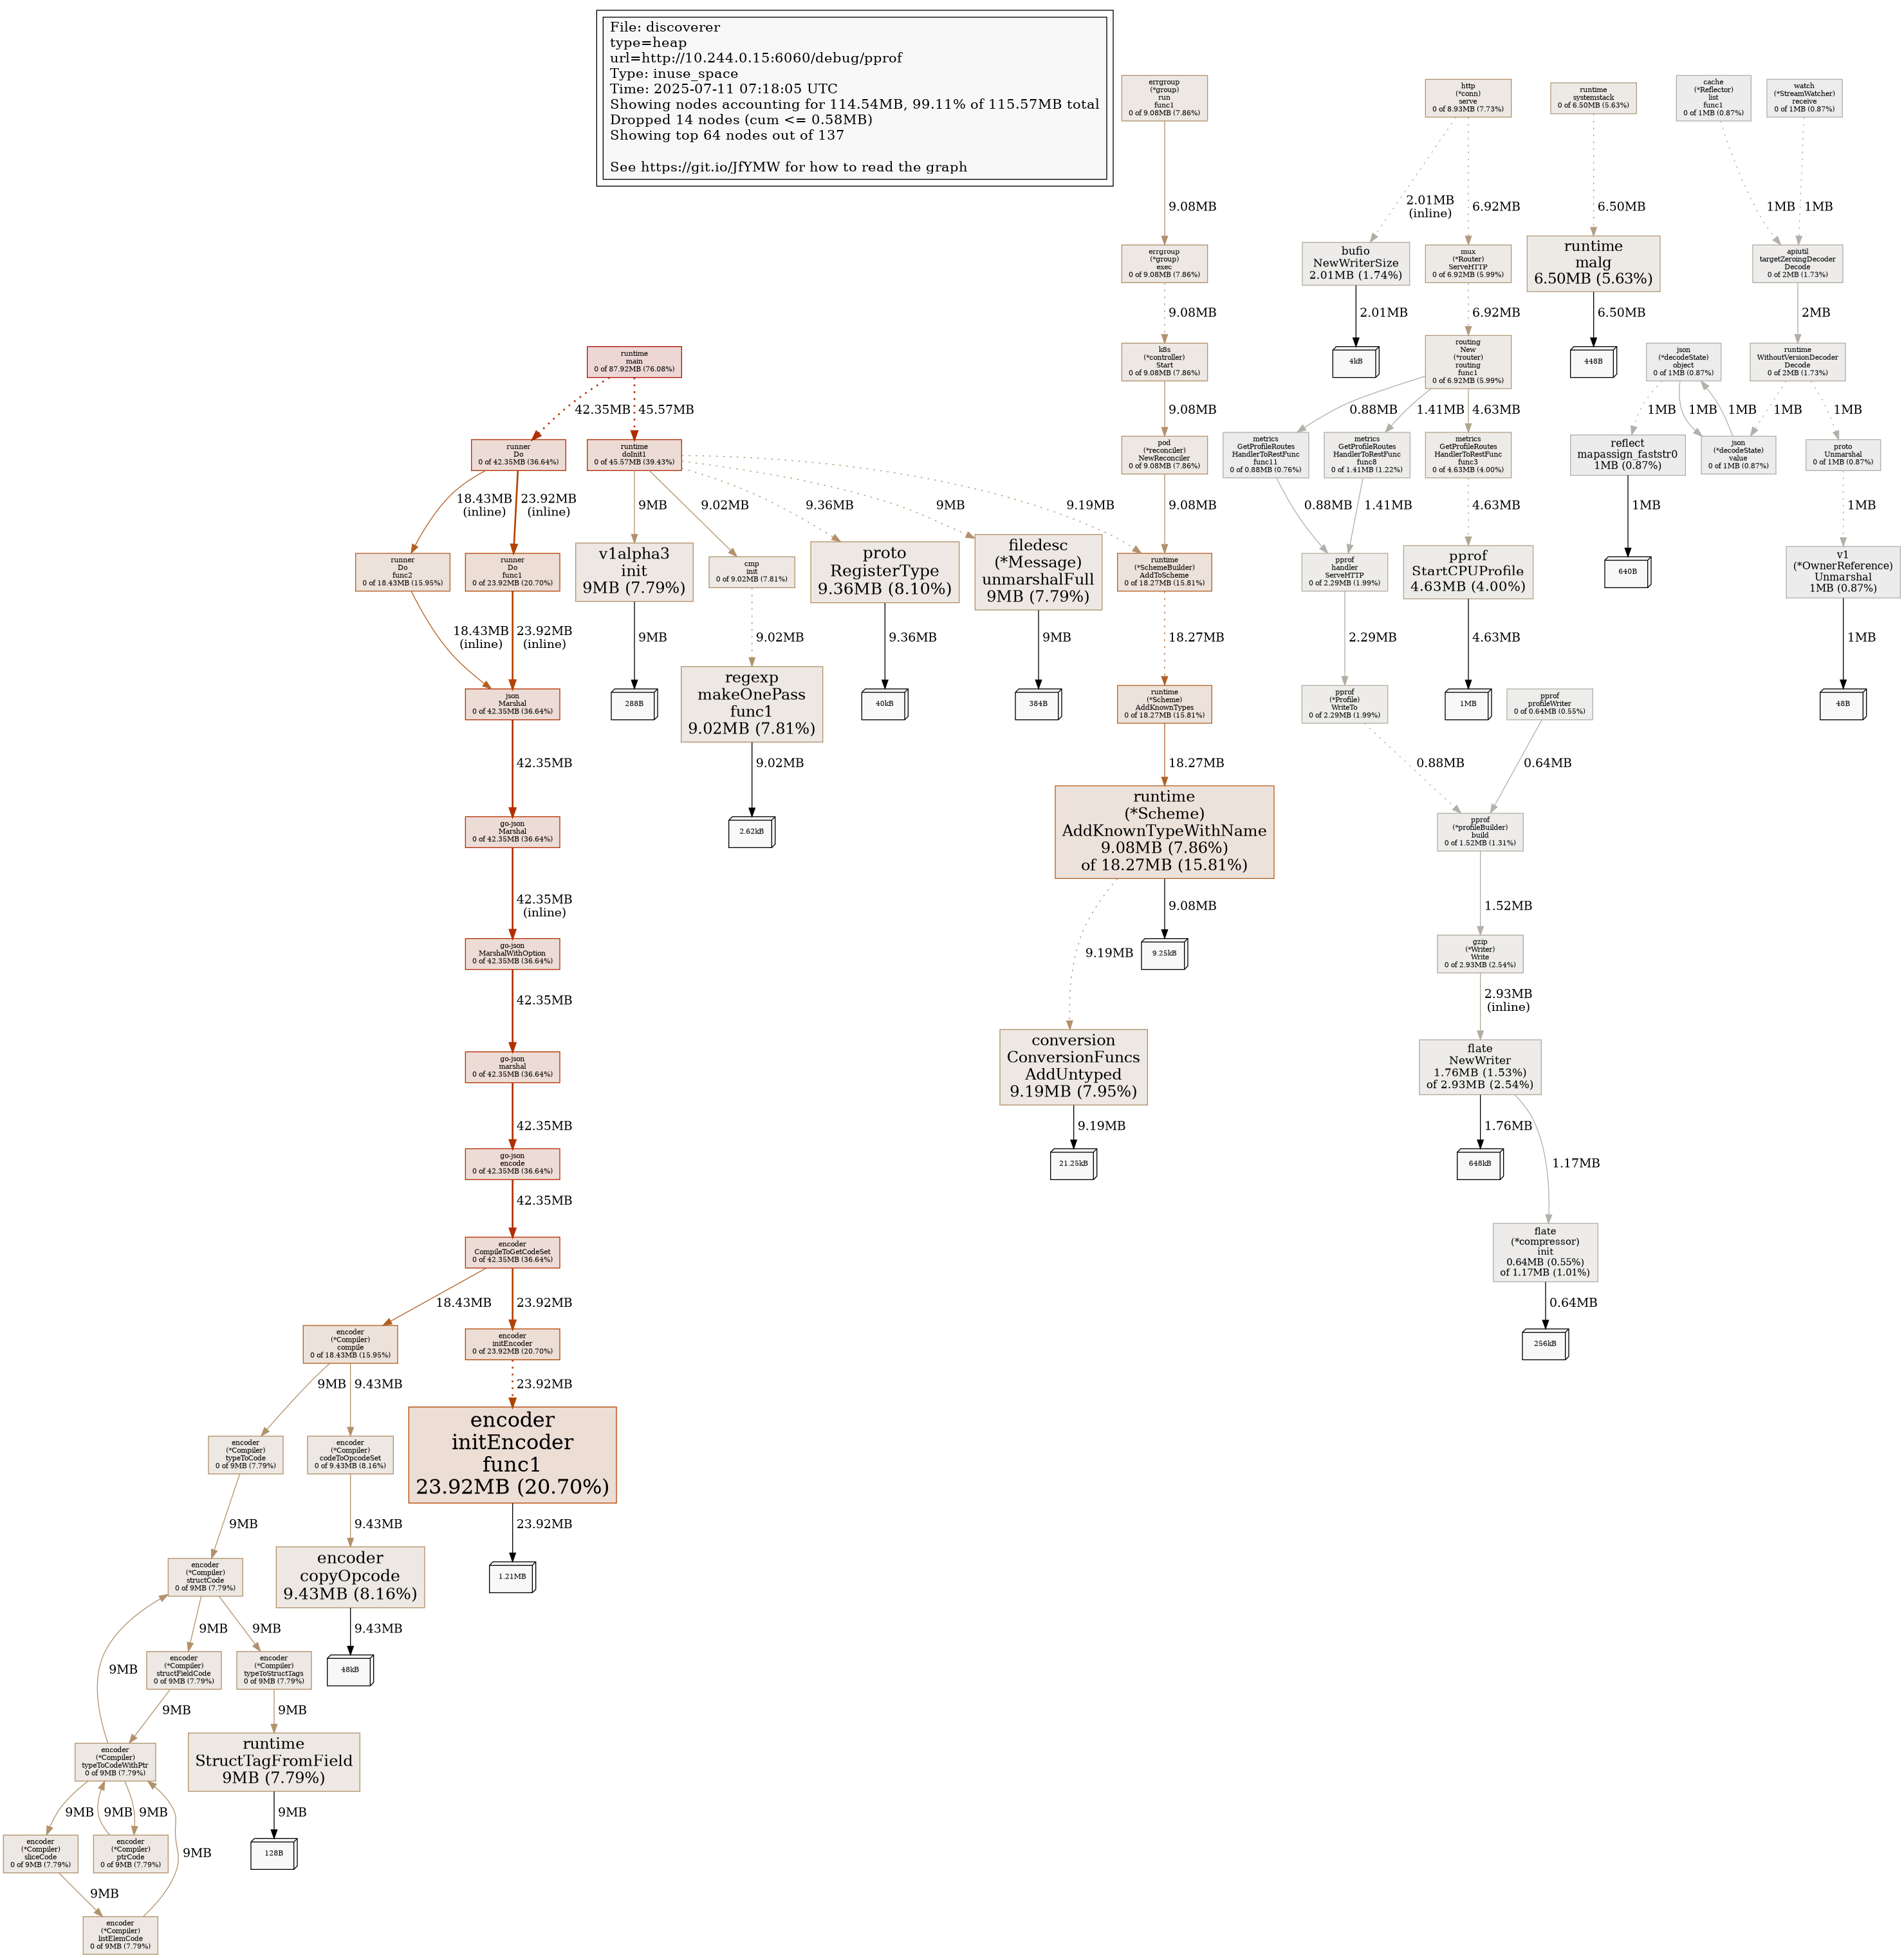 File: discoverer
type=heap
url=http://10.244.0.15:6060/debug/pprof
Type: inuse_space
Time: 2025-07-11 07:18:05 UTC
Showing nodes accounting for 114.54MB, 99.11% of 115.57MB total
Dropped 14 nodes (cum <= 0.58MB)
Showing top 64 nodes out of 137
See https://git.io/JfYMW for how to read the graph
errgroup
(*group)
run
func1
0 of 9.08MB (7.86%)
http
(*conn)
serve
0 of 8.93MB (7.73%)
runtime
systemstack
0 of 6.50MB (5.63%)
cache
(*Reflector)
list
func1
0 of 1MB (0.87%)
watch
(*StreamWatcher)
receive
0 of 1MB (0.87%)
9.08MB
2.01MB
(inline)
6.92MB
6.50MB
1MB
1MB
errgroup
(*group)
exec
0 of 9.08MB (7.86%)
bufio
NewWriterSize
2.01MB (1.74%)
mux
(*Router)
ServeHTTP
0 of 6.92MB (5.99%)
runtime
malg
6.50MB (5.63%)
apiutil
targetZeroingDecoder
Decode
0 of 2MB (1.73%)
9.08MB
2.01MB
6.92MB
6.50MB
2MB
runtime
main
0 of 87.92MB (76.08%)
k8s
(*controller)
Start
0 of 9.08MB (7.86%)
4kB
routing
New
(*router)
routing
func1
0 of 6.92MB (5.99%)
448B
json
(*decodeState)
object
0 of 1MB (0.87%)
runtime
WithoutVersionDecoder
Decode
0 of 2MB (1.73%)
42.35MB
45.57MB
9.08MB
0.88MB
1.41MB
4.63MB
1MB
1MB
1MB
1MB
1MB
runner
Do
0 of 42.35MB (36.64%)
runtime
doInit1
0 of 45.57MB (39.43%)
pod
(*reconciler)
NewReconciler
0 of 9.08MB (7.86%)
metrics
GetProfileRoutes
HandlerToRestFunc
func11
0 of 0.88MB (0.76%)
metrics
GetProfileRoutes
HandlerToRestFunc
func8
0 of 1.41MB (1.22%)
metrics
GetProfileRoutes
HandlerToRestFunc
func3
0 of 4.63MB (4.00%)
reflect
mapassign_faststr0
1MB (0.87%)
json
(*decodeState)
value
0 of 1MB (0.87%)
proto
Unmarshal
0 of 1MB (0.87%)
18.43MB
(inline)
23.92MB
(inline)
9MB
9.02MB
9.36MB
9MB
9.19MB
9.08MB
0.88MB
1.41MB
4.63MB
1MB
1MB
runner
Do
func2
0 of 18.43MB (15.95%)
runner
Do
func1
0 of 23.92MB (20.70%)
v1alpha3
init
9MB (7.79%)
cmp
init
0 of 9.02MB (7.81%)
proto
RegisterType
9.36MB (8.10%)
filedesc
(*Message)
unmarshalFull
9MB (7.79%)
runtime
(*SchemeBuilder)
AddToScheme
0 of 18.27MB (15.81%)
pprof
handler
ServeHTTP
0 of 2.29MB (1.99%)
pprof
StartCPUProfile
4.63MB (4.00%)
640B
v1
(*OwnerReference)
Unmarshal
1MB (0.87%)
18.43MB
(inline)
23.92MB
(inline)
9MB
9.02MB
9.36MB
9MB
18.27MB
2.29MB
4.63MB
1MB
json
Marshal
0 of 42.35MB (36.64%)
288B
regexp
makeOnePass
func1
9.02MB (7.81%)
40kB
384B
runtime
(*Scheme)
AddKnownTypes
0 of 18.27MB (15.81%)
pprof
(*Profile)
WriteTo
0 of 2.29MB (1.99%)
1MB
pprof
profileWriter
0 of 0.64MB (0.55%)
48B
42.35MB
9.02MB
18.27MB
0.88MB
0.64MB
go-json
Marshal
0 of 42.35MB (36.64%)
2.62kB
runtime
(*Scheme)
AddKnownTypeWithName
9.08MB (7.86%)
of 18.27MB (15.81%)
pprof
(*profileBuilder)
build
0 of 1.52MB (1.31%)
42.35MB
(inline)
9.19MB
9.08MB
1.52MB
go-json
MarshalWithOption
0 of 42.35MB (36.64%)
9.25kB
gzip
(*Writer)
Write
0 of 2.93MB (2.54%)
42.35MB
2.93MB
(inline)
go-json
marshal
0 of 42.35MB (36.64%)
conversion
ConversionFuncs
AddUntyped
9.19MB (7.95%)
flate
NewWriter
1.76MB (1.53%)
of 2.93MB (2.54%)
42.35MB
9.19MB
1.76MB
1.17MB
go-json
encode
0 of 42.35MB (36.64%)
21.25kB
648kB
42.35MB
encoder
CompileToGetCodeSet
0 of 42.35MB (36.64%)
flate
(*compressor)
init
0.64MB (0.55%)
of 1.17MB (1.01%)
18.43MB
23.92MB
0.64MB
encoder
(*Compiler)
compile
0 of 18.43MB (15.95%)
encoder
initEncoder
0 of 23.92MB (20.70%)
256kB
9MB
9.43MB
23.92MB
encoder
(*Compiler)
typeToCode
0 of 9MB (7.79%)
encoder
(*Compiler)
codeToOpcodeSet
0 of 9.43MB (8.16%)
encoder
initEncoder
func1
23.92MB (20.70%)
9MB
9.43MB
23.92MB
encoder
(*Compiler)
structCode
0 of 9MB (7.79%)
encoder
copyOpcode
9.43MB (8.16%)
1.21MB
9MB
9MB
9MB
9.43MB
encoder
(*Compiler)
structFieldCode
0 of 9MB (7.79%)
encoder
(*Compiler)
typeToStructTags
0 of 9MB (7.79%)
48kB
9MB
9MB
encoder
(*Compiler)
typeToCodeWithPtr
0 of 9MB (7.79%)
runtime
StructTagFromField
9MB (7.79%)
9MB
9MB
9MB
9MB
9MB
encoder
(*Compiler)
sliceCode
0 of 9MB (7.79%)
encoder
(*Compiler)
ptrCode
0 of 9MB (7.79%)
128B
9MB
encoder
(*Compiler)
listElemCode
0 of 9MB (7.79%)